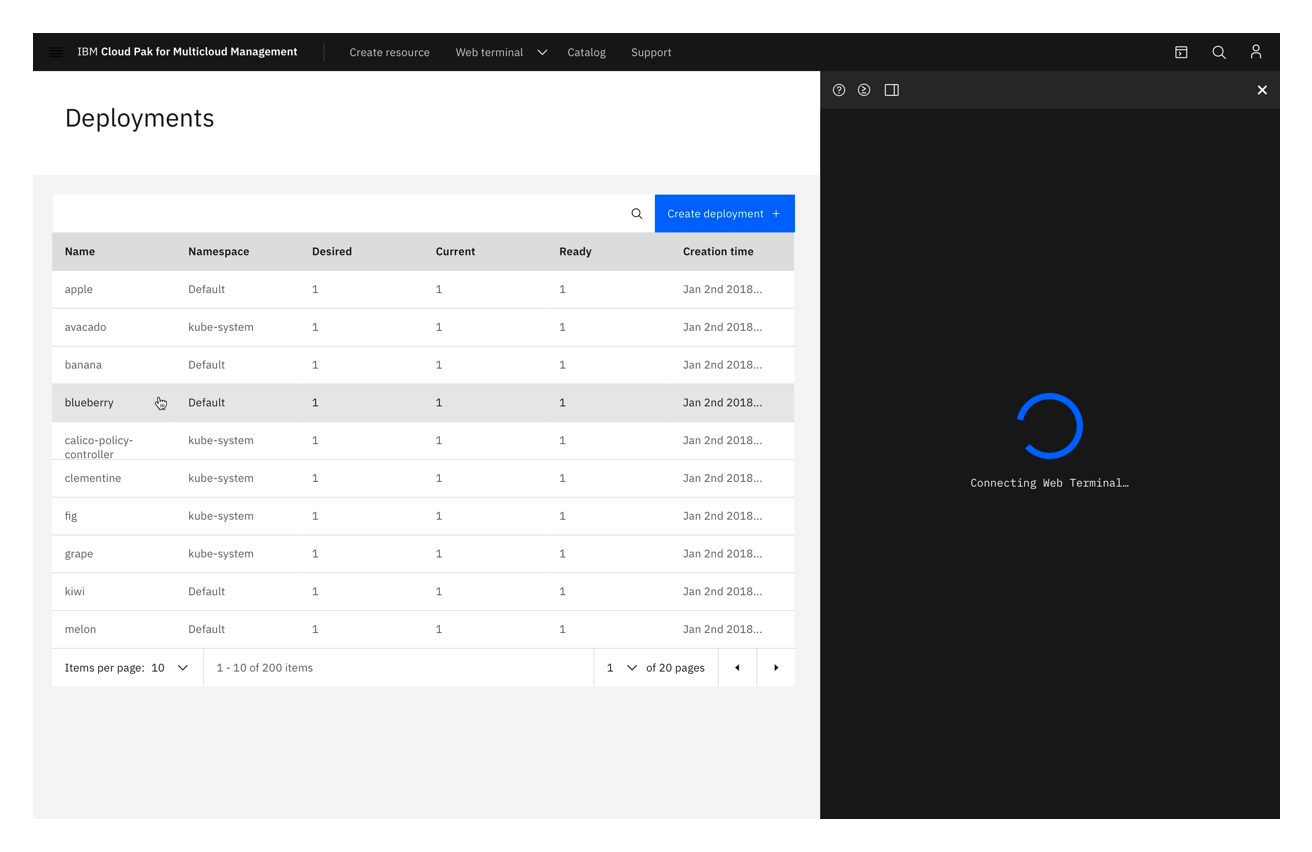 IBM Cloud Pak for Multicloud Management Create resource Web terminal Catalog Support
Deployments
Create deployment +
Name Namespace Desired Current Ready Creation time
apple Default 1 1 1 Jan 2nd 2018...
avacado kube-system 1 1 1 Jan 2nd 2018...
banana Default 1 1 1 Jan 2nd 2018...
blueberry Default 1 1 1 Jan 2nd 2018...
calico-policy- kube-system 1 1 1 Jan 2nd 2018...
controller
clementine kube-system 1 1 1 Jan 2nd 2018...
fig kube-system 1 1 1 Jan 2nd 2018...
grape kube-system 1 1 1 Jan 2nd 2018...
kiwi Default 1 1 1 Jan 2nd 2018...
melon Default 1 1 1 Jan 2nd 2018...
Items per page: 10 1 - 10 of 200 items 1 of 20 pages
Connecting Web Terminal…